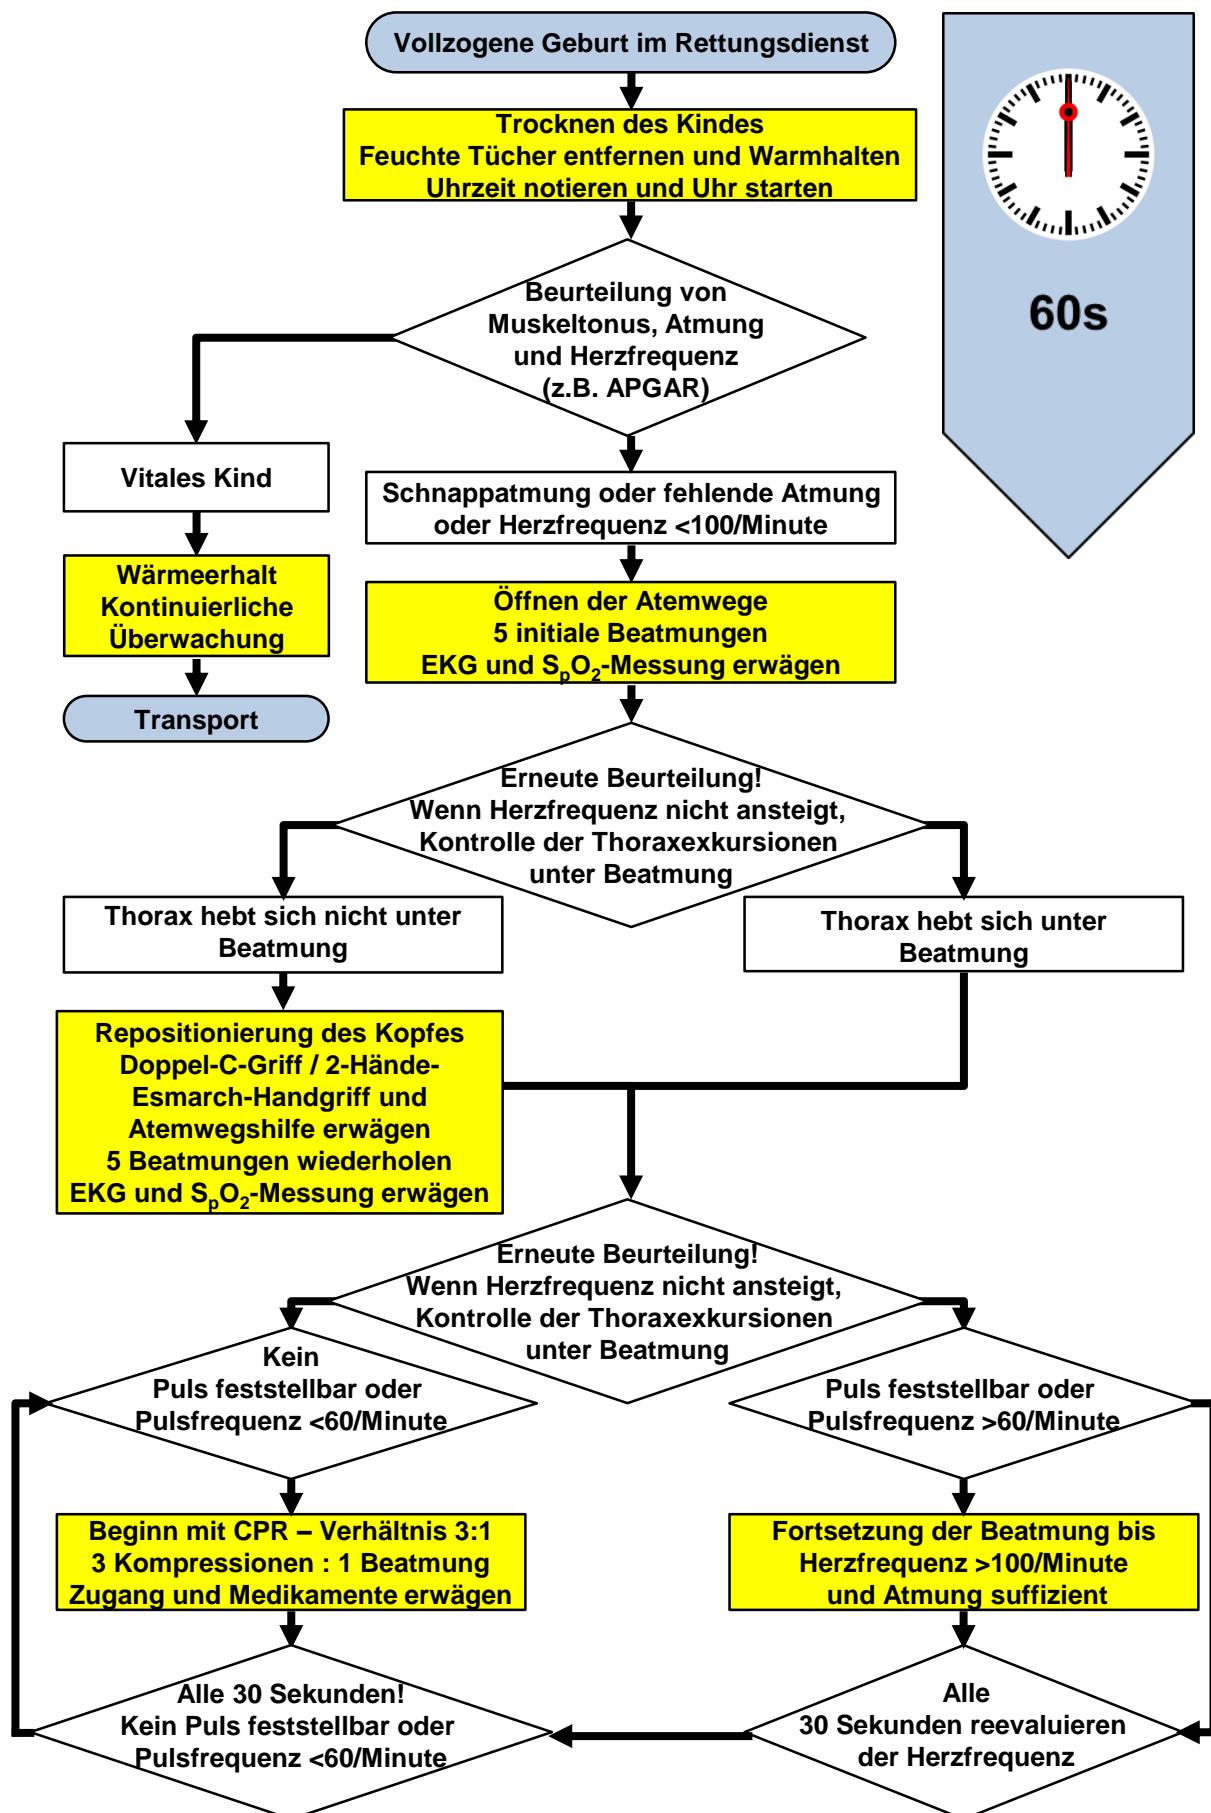 Vollzogene Geburt im Rettungsdienst
Trocknen des Kindes
Feuchte Tücher entfernen und Warmhalten
Uhrzeit notieren und Uhr starten
60s
Beurteilung von
Muskeltonus, Atmung
und Herzfrequenz
(z.B. APGAR)
Vitales Kind
Wärmeerhalt
Kontinuierliche
Überwachung
Transport
Schnappatmung oder fehlende Atmung
oder Herzfrequenz <100/Minute
Öffnen der Atemwege
5 initiale Beatmungen
EKG und SpO2-Messung erwägen
Erneute Beurteilung!
Wenn Herzfrequenz nicht ansteigt,
Kontrolle der Thoraxexkursionen
unter Beatmung
Thorax hebt sich nicht unter
Beatmung
Thorax hebt sich unter
Beatmung
Repositionierung des Kopfes
Doppel-C-Griff / 2-Hände-
Esmarch-Handgriff und
Atemwegshilfe erwägen
5 Beatmungen wiederholen
EKG und SpO2-Messung erwägen
Erneute Beurteilung!
Wenn Herzfrequenz nicht ansteigt,
Kontrolle der Thoraxexkursionen
unter Beatmung
Kein
Puls feststellbar oder
Pulsfrequenz <60/Minute
Puls feststellbar oder
Pulsfrequenz >60/Minute
Beginn mit CPR – Verhältnis 3:1
3 Kompressionen : 1 Beatmung
Zugang und Medikamente erwägen
Fortsetzung der Beatmung bis
Herzfrequenz >100/Minute
und Atmung suffizient
Alle 30 Sekunden!
Kein Puls feststellbar oder
Pulsfrequenz <60/Minute
Alle
30 Sekunden reevaluieren
der Herzfrequenz